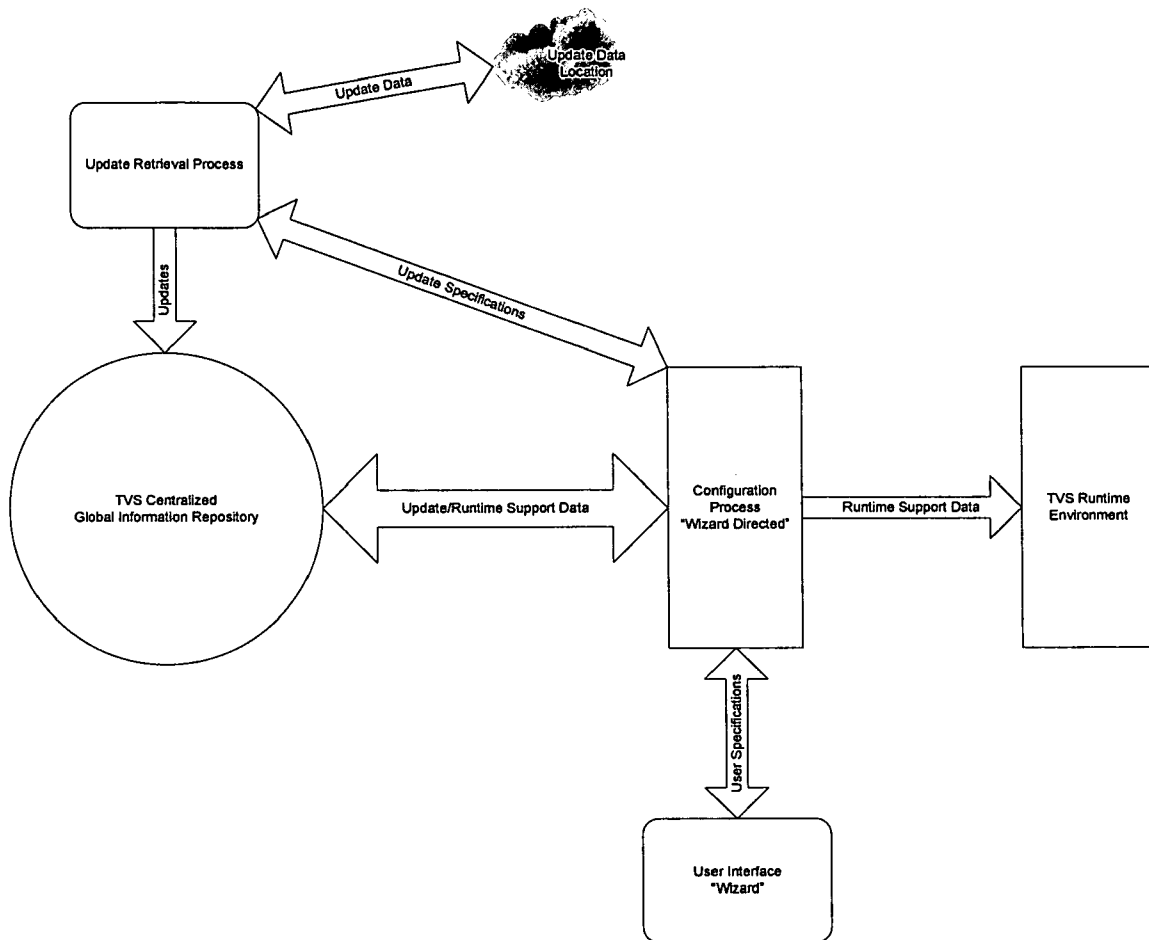 Update Data
Location
Update Data
Update Retrieval Process
Update Specifications
Updates
TVS Centralized
Global Information Repository
Update/Runtime Support Data
Configuration
Process
"Wizard Directed"
Runtime Support Data
TVS Runtime
Environment
User Specifications
User Interface
"Wizard"